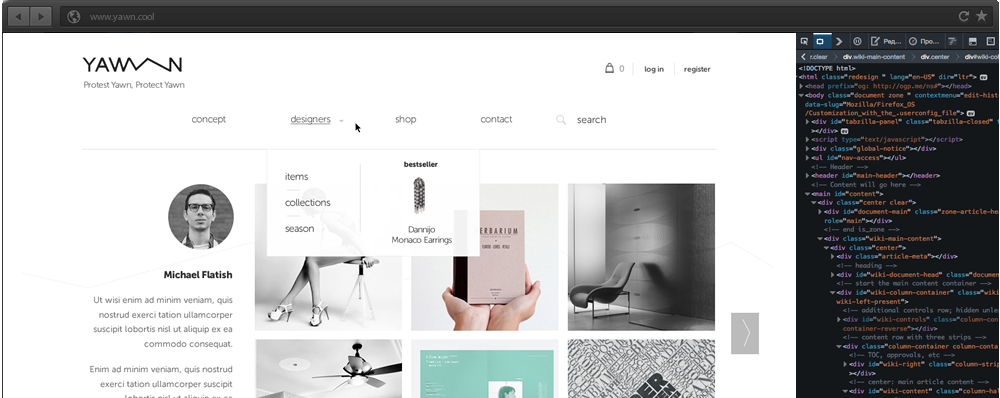 www.yawn.cool
YAWN
Protest Yawn, Protect Yawn
0
log in
register
concept
designers
shop
contact
search
items
collections
season
bestseller
Dannijo
Monaco Earrings
HERBARIUM
Michael Flatish
Ut wisi enim ad minim veniam, quis
nostrud exerci tation ullamcorper
suscipit lobortis nisl ut aliquip ex ea
commodo consequat.
Enim ad minim veniam, quis nostrud
exerci tation ullamcorper suscipit
lobortis nisl ut aliquip ex ea
Ред...
Про...
r.clear
div.wiki-main-content
div.center
div#wiki-col
<!DOCTYPE html>
<html class="redesign " lang="en-US" dir="ltr"> ev
<head prefix="og: http://ogp.me/ns#"></head>
<body class="document zone " contextmenu="edit-hist
data-slug="Mozilla/Firefox_OS
/Customization_with_the_.userconfig_file"> ev
<div id="tabzilla-panel" class="tabzilla-closed" t
></div> ev
<script type="text/javascript"></script>
<div class="global-notice"></div>
<ul id="nav-access"></ul>
<!-- Header -->
<header id="main-header"></header>
<!-- Content will go here -->
<main id="content">
<div class="center clear">
<div id="document-main" class="zone-article-he
role="main"></div>
<!-- end is_zone -->
<div class="wiki-main-content">
<div class="center">
<div class="article-meta"></div>
<!-- heading -->
<div id="wiki-document-head" class="documen
<!-- start the main content container -->
<div id="wiki-column-container" class="
wiki-left-present">
<!-- additional controls row; hidden unles
<div id="wiki-controls" class="column-con
container-reverse"></div>
<!-- content row with three strips -->
<div class="column-container column-conta
<!-- TOC, approvals, etc -->
<div id="wiki-right" class="column-strip
></div>
<!-- center: main article content -->
<div id="wiki-content" class="column-hal